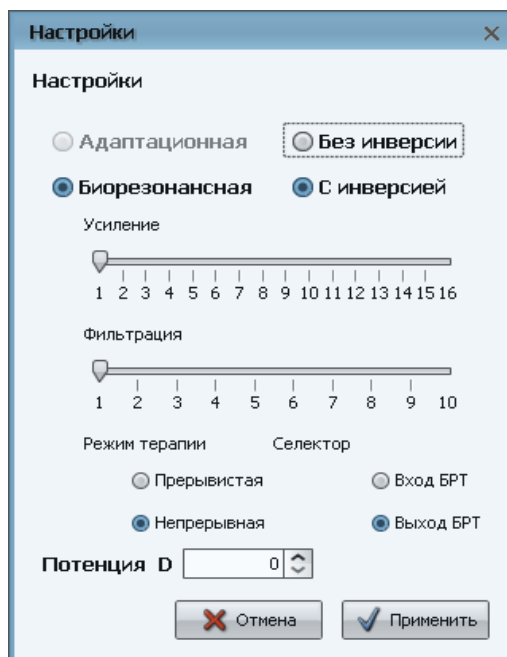 Настройки
Настройки
Адаптационная Без инверсии
Биорезонансная С инверсией
Усиление
1 2 3 4 5 6 7 8 9 10 11 12 13 14 15 16
Фильтрация
1 2 3 4 5 6 7 8 9 10
Режим терапии Селектор
Прерывистая Вход БРТ
Непрерывная Выход БРТ
Потенция D 0
Отмена Применить